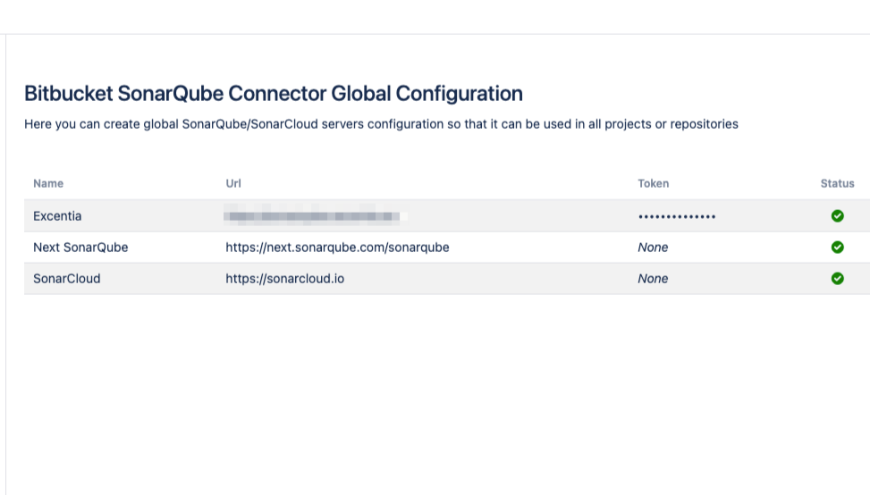 Bitbucket SonarQube Connector Global Configuration
Here you can create global SonarQube/SonarCloud servers configuration so that it can be used in all projects or repositories
Name Url Token Status
Excentia ••••••••••••••
Next SonarQube https://next.sonarqube.com/sonarqube None
SonarCloud https://sonarcloud.io None